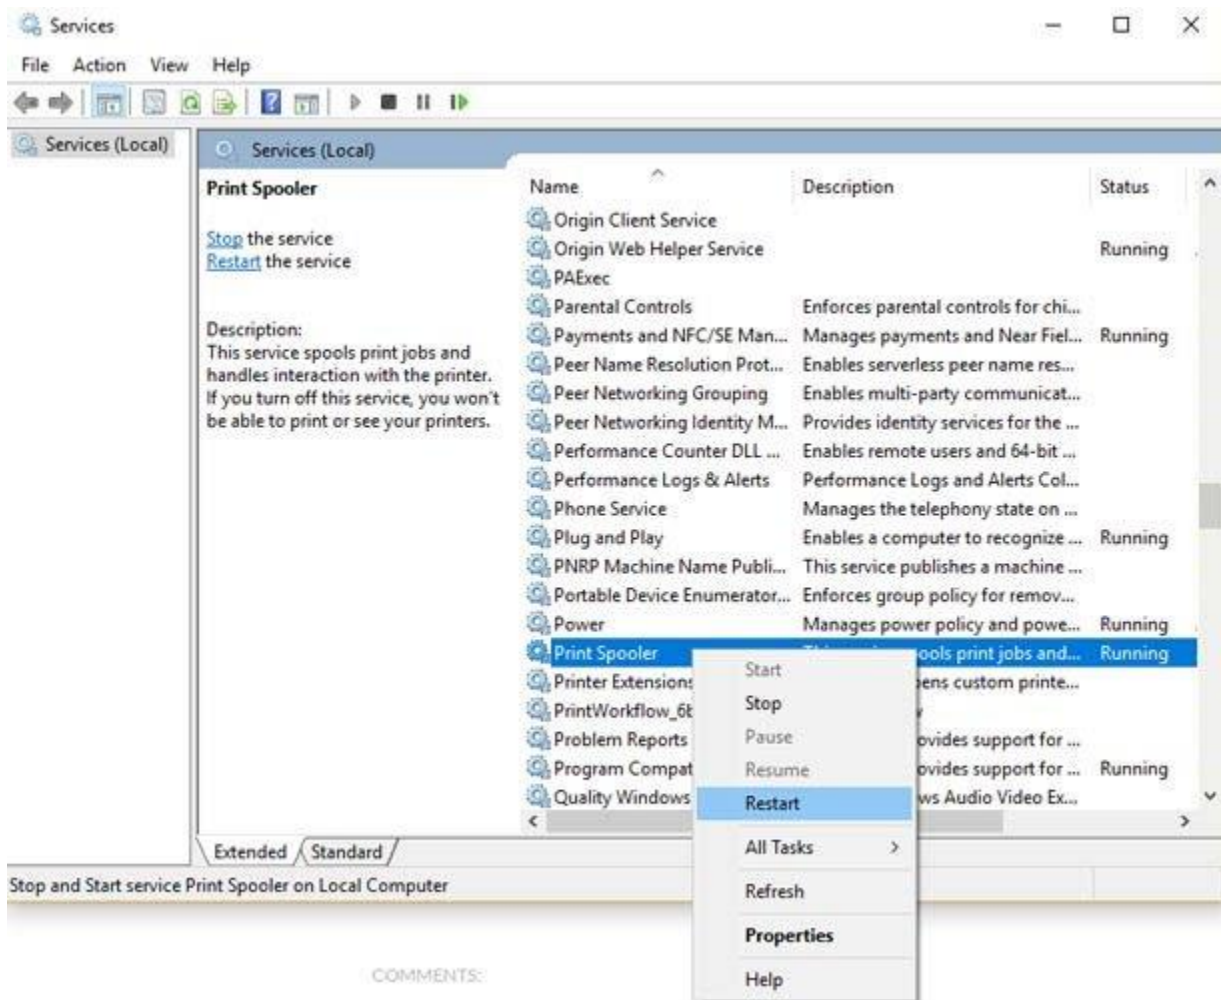 Services
File Action View Help
Services (Local)
Services (Local)
Print Spooler
Stop the service
Restart the service
Description:
This service spools print jobs and
handles interaction with the printer.
If you turn off this service, you won't
be able to print or see your printers.
Name Description Status
Origin Client Service
Origin Web Helper Service Running
PAExec
Parental Controls Enforces parental controls for chi...
Payments and NFC/SE Man... Manages payments and Near Fiel... Running
Peer Name Resolution Prot... Enables serverless peer name res...
Peer Networking Grouping Enables multi-party communicat...
Peer Networking Identity M... Provides identity services for the ...
Performance Counter DLL ... Enables remote users and 64-bit ...
Performance Logs & Alerts Performance Logs and Alerts Col...
Phone Service Manages the telephony state on ...
Plug and Play Enables a computer to recognize ... Running
PNRP Machine Name Publi... This service publishes a machine ...
Portable Device Enumerator... Enforces group policy for remov...
Power Manages power policy and powe... Running
Print Spooler ools print jobs and... Running
Printer Extensions ens custom printe...
PrintWorkflow_6b
Problem Reports ovides support for ...
Program Compat ovides support for ... Running
Quality Windows ws Audio Video Ex...
Start
Stop
Pause
Resume
Restart
All Tasks >
Refresh
Properties
Help
Extended Standard
Stop and Start service Print Spooler on Local Computer
COMMENTS: